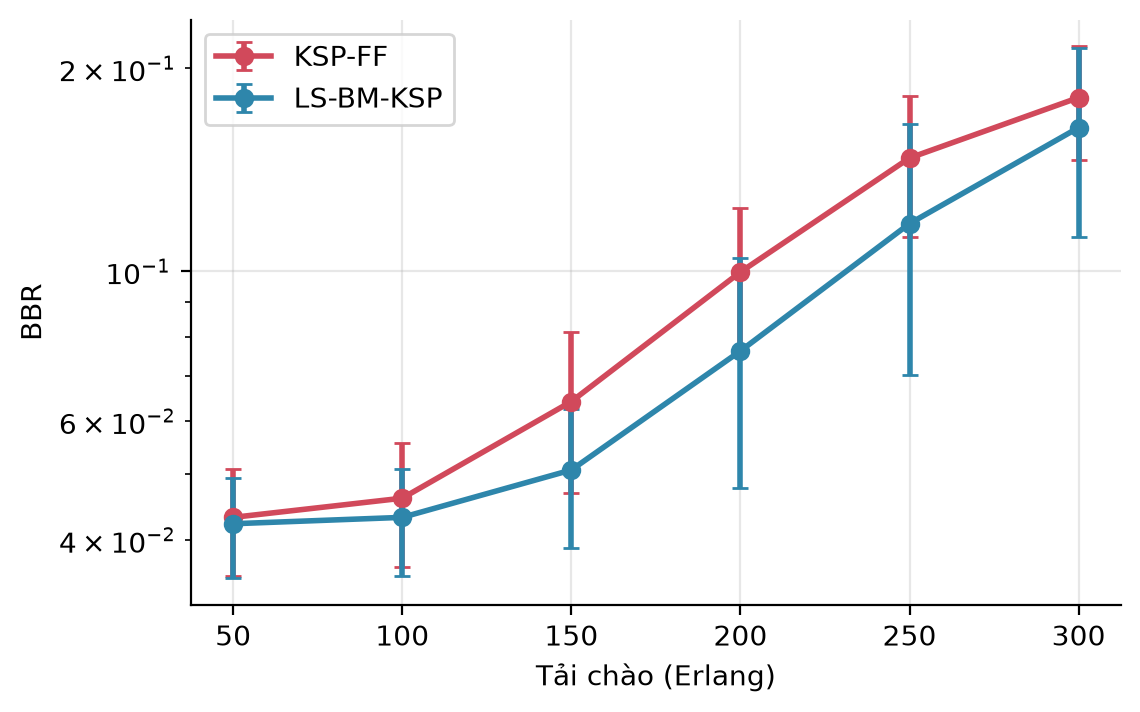 KSP-FF
LS-BM-KSP
2 × 10⁻¹
10⁻¹
6 × 10⁻²
4 × 10⁻²
BBR
50 100 150 200 250 300
Tải chào (Erlang)